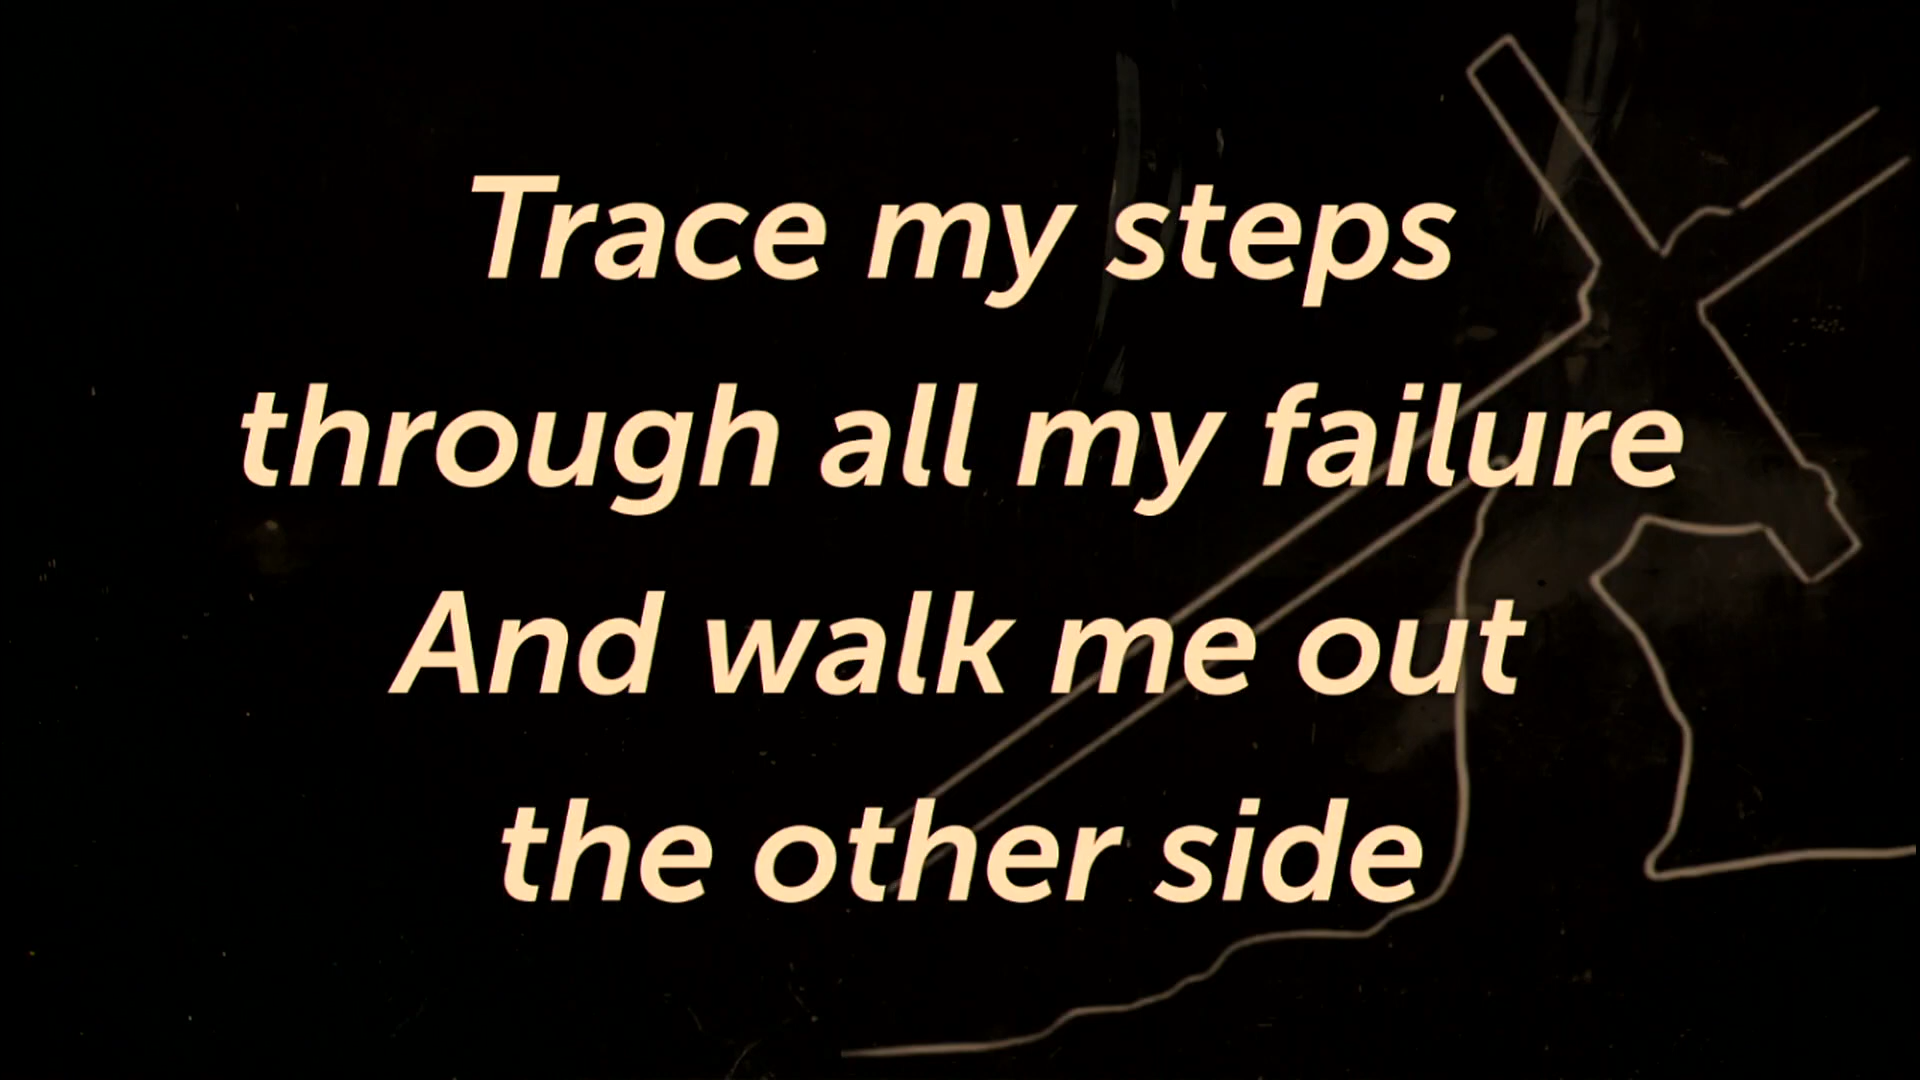 Trace my steps
through all my failure
And walk me out
the other side